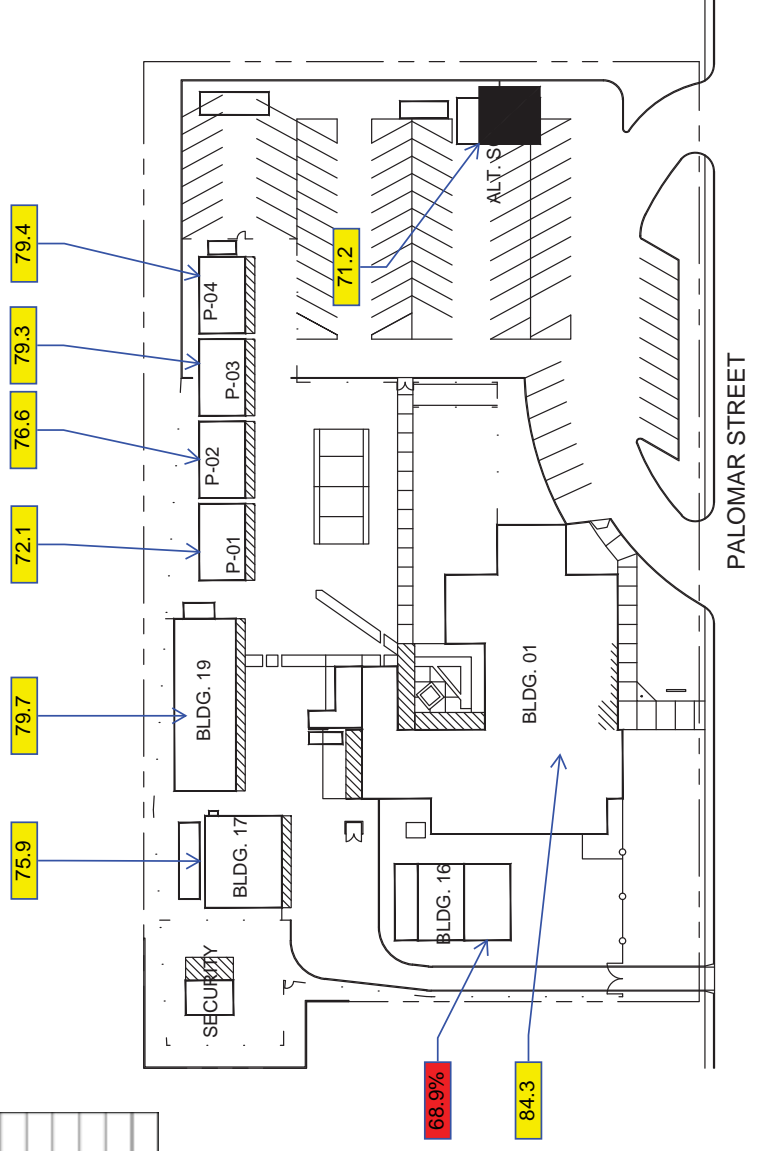 75.9
79.7
72.1
76.6
79.3
79.4
SECURITY
BLDG. 17
BLDG. 19
P-01
P-02
P-03
P-04
71.2
ALT. S
BLDG. 16
BLDG. 01
68.9%
84.3
PALOMAR STREET